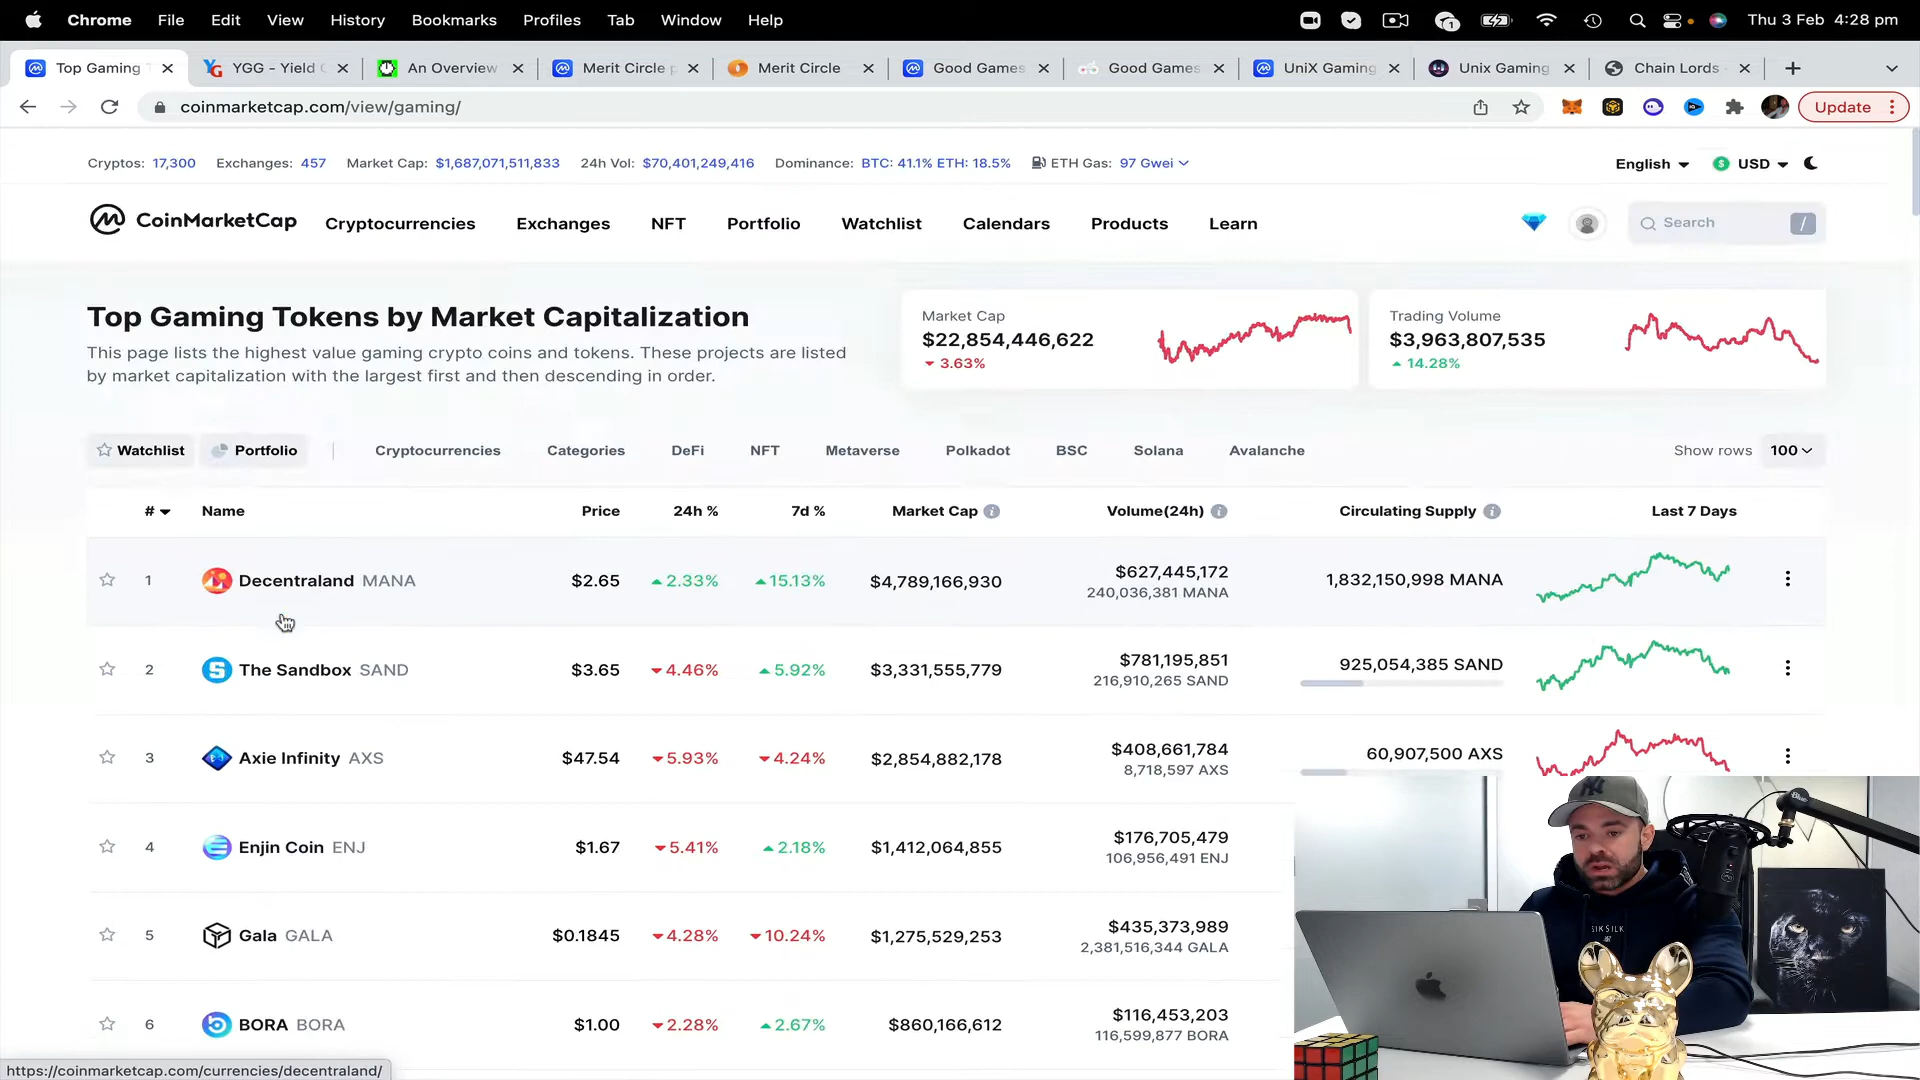 Chrome File Edit View History Bookmarks Profiles Tab Window Help 1 Thu 3 Feb 4:28 pm
Top Gaming T YGG - Yield G An Overview Merit Circle p Merit Circle Good Games Good Games UniX Gaming Unix Gaming Chain Lords -
coinmarketcap.com/view/gaming/ Update
Cryptos: 17,300 Exchanges: 457 Market Cap: $1,687,071,511,833 24h Vol: $70,401,249,416 Dominance: BTC: 41.1% ETH: 18.5% ETH Gas: 97 Gwei English USD
CoinMarketCap Cryptocurrencies Exchanges NFT Portfolio Watchlist Calendars Products Learn Search /
Top Gaming Tokens by Market Capitalization
This page lists the highest value gaming crypto coins and tokens. These projects are listed
by market capitalization with the largest first and then descending in order.
Market Cap
$22,854,446,622
3.63%
Trading Volume
$3,963,807,535
14.28%
Watchlist Portfolio Cryptocurrencies Categories DeFi NFT Metaverse Polkadot BSC Solana Avalanche Show rows 100
# Name Price 24h % 7d % Market Cap Volume(24h) Circulating Supply Last 7 Days
1 Decentraland MANA $2.65 2.33% 15.13% $4,789,166,930 $627,445,172 1,832,150,998 MANA
240,036,381 MANA
2 The Sandbox SAND $3.65 4.46% 5.92% $3,331,555,779 $781,195,851 925,054,385 SAND
216,910,265 SAND
3 Axie Infinity AXS $47.54 5.93% 4.24% $2,854,882,178 $408,661,784 60,907,500 AXS
8,718,597 AXS
4 Enjin Coin ENJ $1.67 5.41% 2.18% $1,412,064,855 $176,705,479
106,956,491 ENJ
5 Gala GALA $0.1845 4.28% 10.24% $1,275,529,253 $435,373,989
2,381,516,344 GALA
6 BORA BORA $1.00 2.28% 2.67% $860,166,612 $116,453,203
116,599,877 BORA
https://coinmarketcap.com/currencies/decentraland/
Blue
SIKSILK